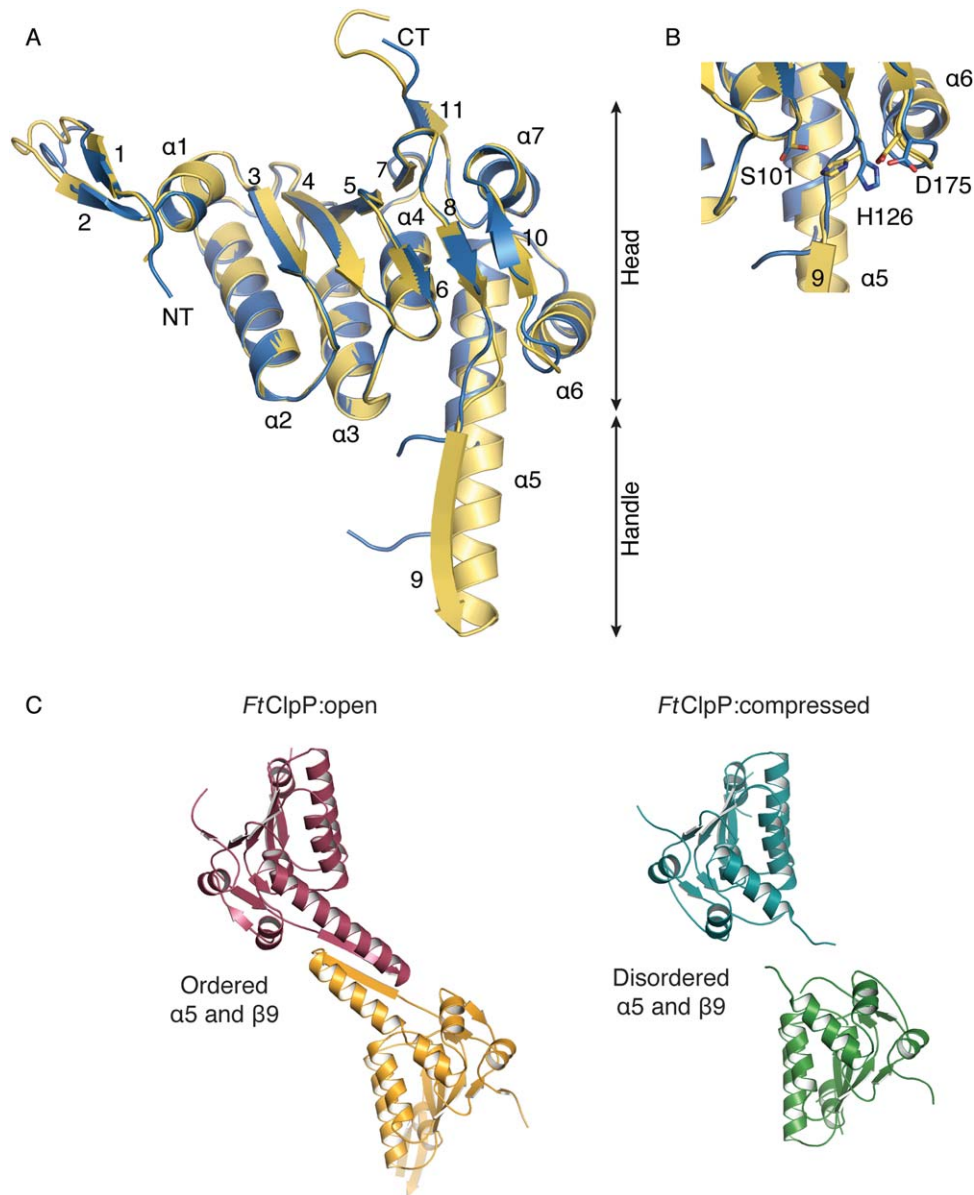 A
CT
B
11
α6
α7
1
α1
3
4
5
7
S101
D175
2
α4
8
H126
10
Head
9
α5
6
NT
α6
α2
α3
α5
Handle
9
C
FtClpP:open
FtClpP:compressed
Ordered
α5 and β9
Disordered
α5 and β9